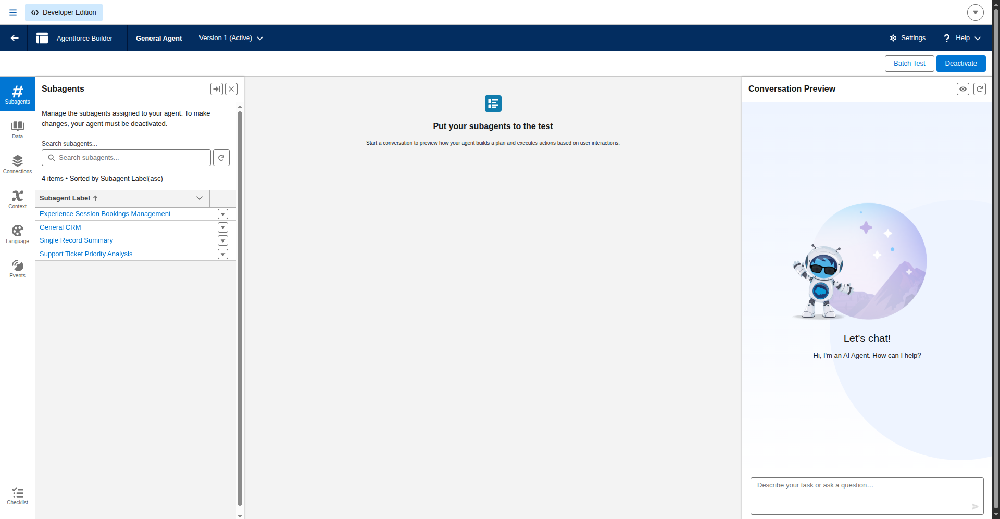 Developer Edition
Agentforce Builder
General Agent
Version 1 (Active)
Settings
? Help
Batch Test
Deactivate
# Subagents
Data
Connections
Context
Language
Events
Checklist
Subagents
Manage the subagents assigned to your agent. To make
changes, your agent must be deactivated.
Search subagents...
Search subagents...
4 items • Sorted by Subagent Label(asc)
Subagent Label
Experience Session Bookings Management
General CRM
Single Record Summary
Support Ticket Priority Analysis
Put your subagents to the test
Start a conversation to preview how your agent builds a plan and executes actions based on user interactions.
Conversation Preview
Let's chat!
Hi, I'm an AI Agent. How can I help?
Describe your task or ask a question…